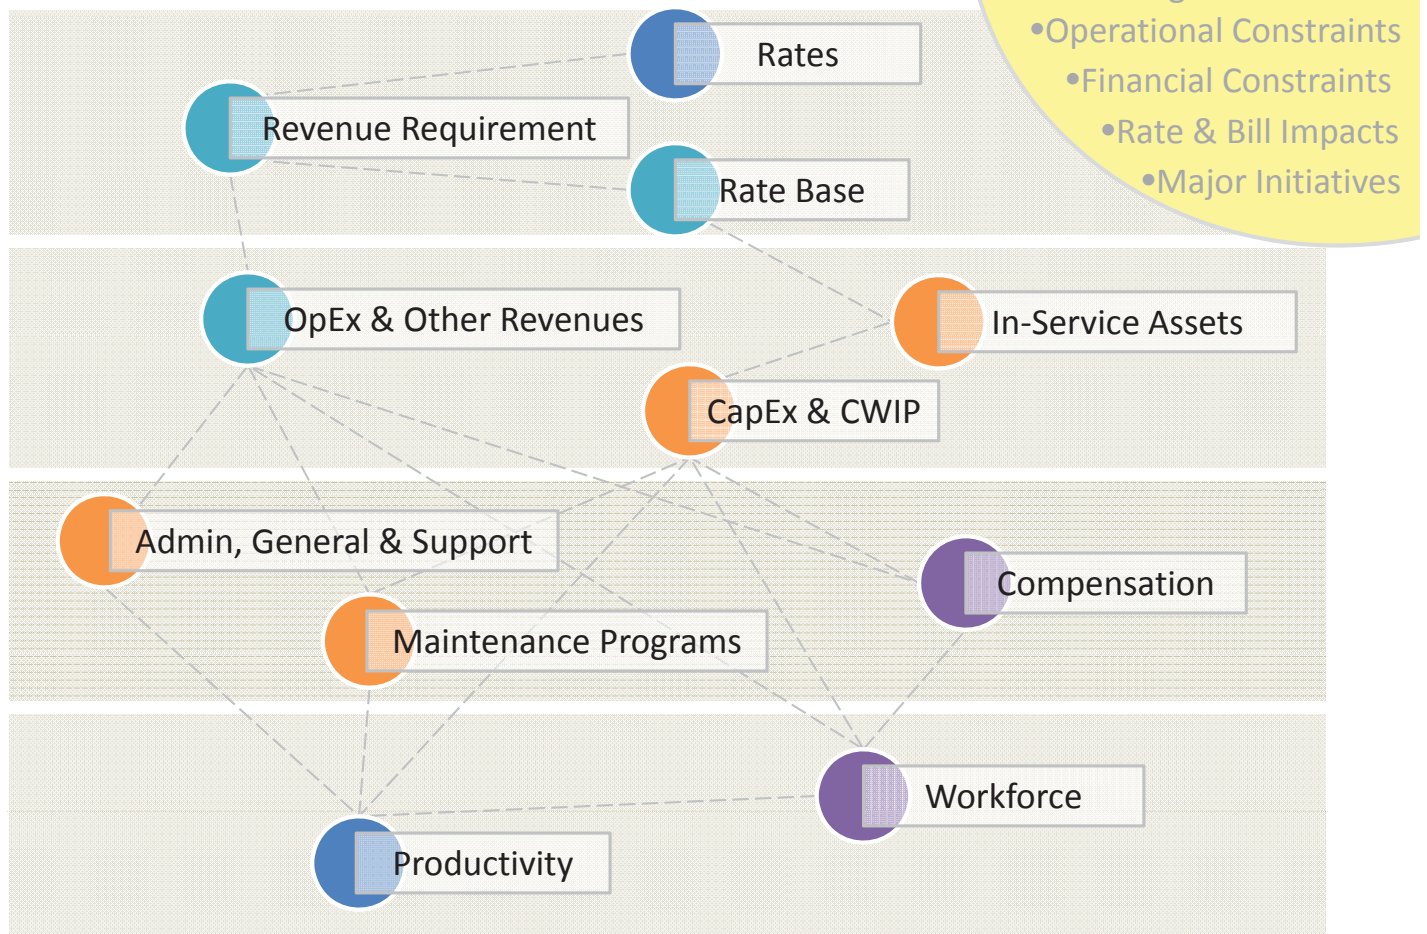 •Operational Constraints
•Financial Constraints
•Rate & Bill Impacts
•Major Initiatives
Rates
Revenue Requirement
Rate Base
OpEx & Other Revenues
In-Service Assets
CapEx & CWIP
Admin, General & Support
Compensation
Maintenance Programs
Workforce
Productivity